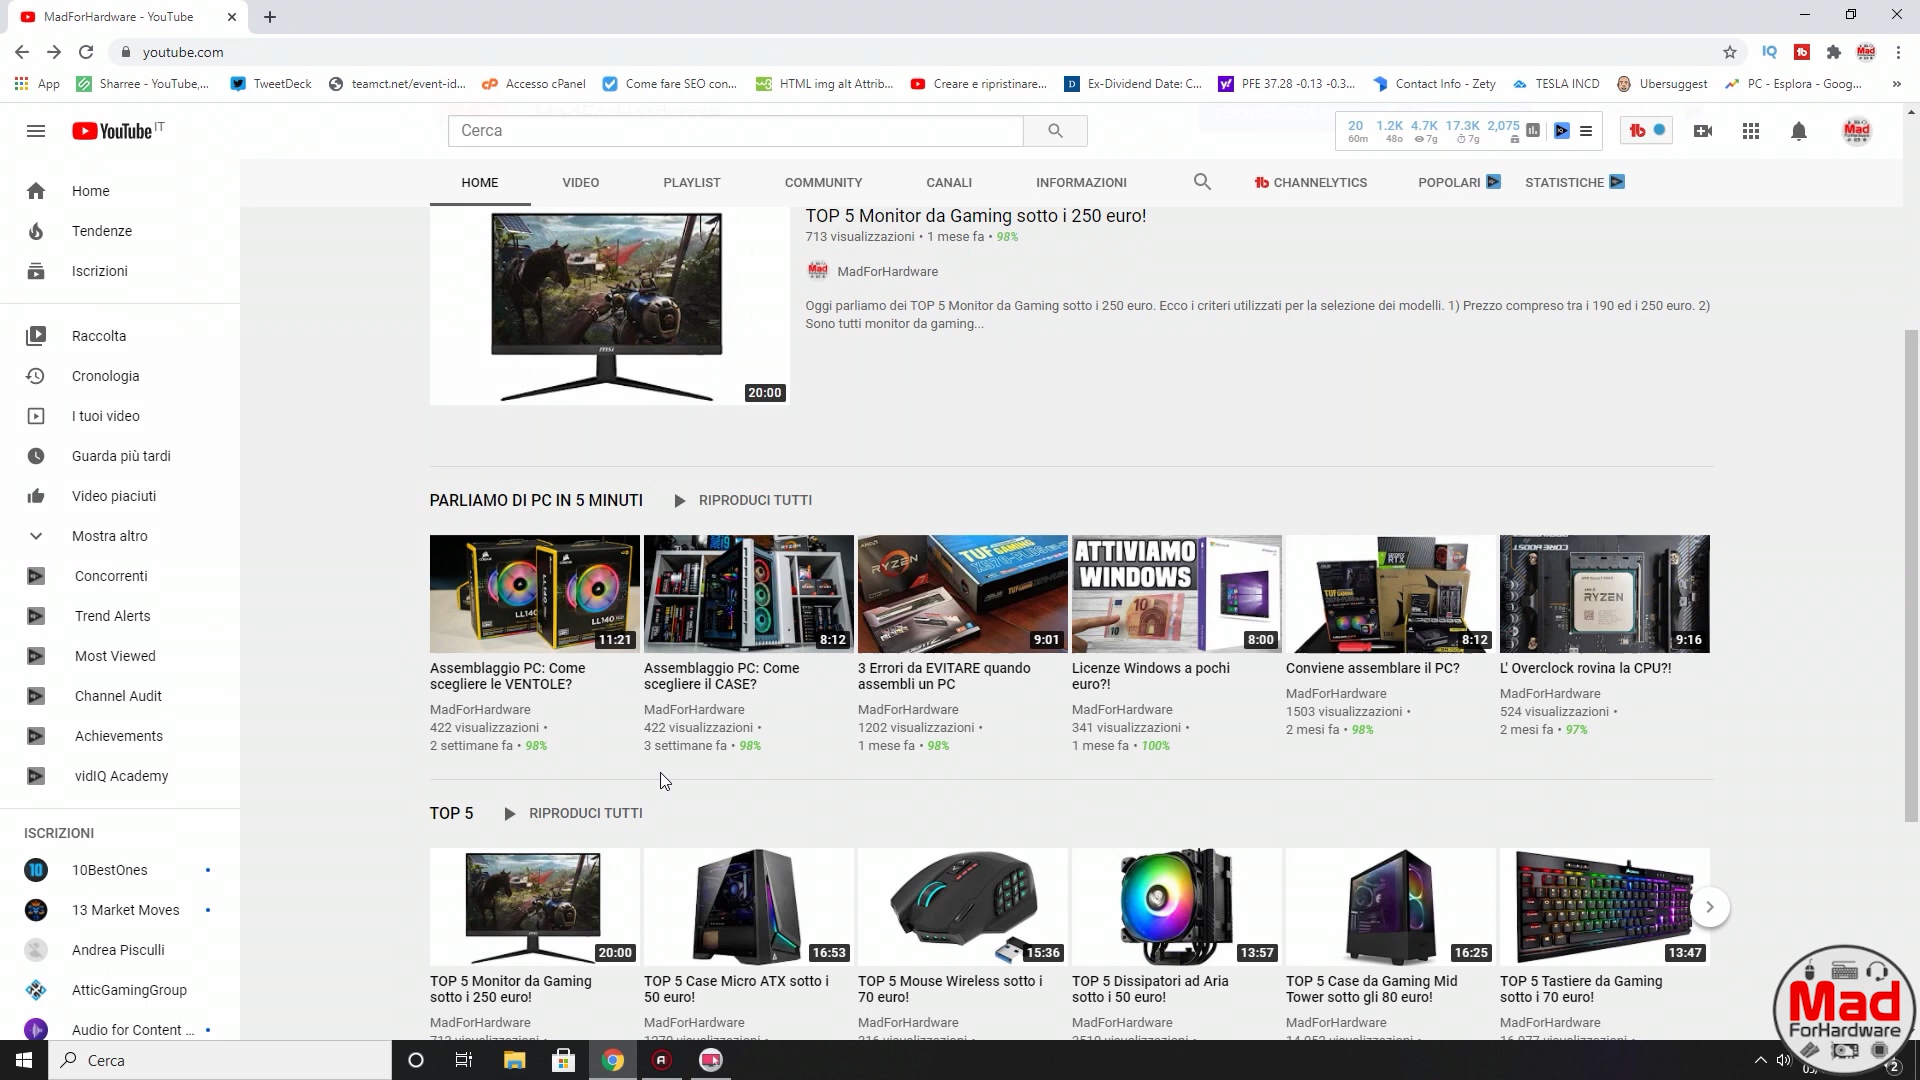 MadForHardware - YouTube
youtube.com
App
Sharree - YouTube,...
TweetDeck
teamct.net/event-id...
Accesso cPanel
Come fare SEO con...
HTML img alt Attrib...
Creare e ripristinare...
Ex-Dividend Date: C...
PFE 37.28 -0.13 -0.3...
Contact Info - Zety
TESLA INCD
Ubersuggest
PC - Esplora - Goog...
YouTube IT
Cerca
20 1.2K 4.7K 17.3K 2,075
60m 48o 7g 7g
HOME VIDEO PLAYLIST COMMUNITY CANALI INFORMAZIONI CHANNELYTICS POPOLARI STATISTICHE
Home
Tendenze
Iscrizioni
Raccolta
Cronologia
I tuoi video
Guarda più tardi
Video piaciuti
Mostra altro
Concorrenti
Trend Alerts
Most Viewed
Channel Audit
Achievements
vidIQ Academy
ISCRIZIONI
10BestOnes
13 Market Moves
Andrea Pisculli
AtticGamingGroup
Audio for Content ...
TOP 5 Monitor da Gaming sotto i 250 euro!
713 visualizzazioni • 1 mese fa • 98%
MadForHardware
Oggi parliamo dei TOP 5 Monitor da Gaming sotto i 250 euro. Ecco i criteri utilizzati per la selezione dei modelli. 1) Prezzo compreso tra i 190 ed i 250 euro. 2)
Sono tutti monitor da gaming...
msi
20:00
PARLIAMO DI PC IN 5 MINUTI RIPRODUCI TUTTI
LL140
LL140
11:21
Assemblaggio PC: Come
scegliere le VENTOLE?
MadForHardware
422 visualizzazioni •
2 settimane fa • 98%
8:12
Assemblaggio PC: Come
scegliere il CASE?
MadForHardware
422 visualizzazioni •
3 settimane fa • 98%
RYZEN
TUF GAMING
9:01
3 Errori da EVITARE quando
assembli un PC
MadForHardware
1202 visualizzazioni •
1 mese fa • 98%
ATTIVIAMO
WINDOWS
10
8:00
Licenze Windows a pochi
euro?!
MadForHardware
341 visualizzazioni •
1 mese fa • 100%
8:12
Conviene assemblare il PC?
MadForHardware
1503 visualizzazioni •
2 mesi fa • 98%
RYZEN
9:16
L' Overclock rovina la CPU?!
MadForHardware
524 visualizzazioni •
2 mesi fa • 97%
TOP 5 RIPRODUCI TUTTI
20:00
TOP 5 Monitor da Gaming
sotto i 250 euro!
MadForHardware
16:53
TOP 5 Case Micro ATX sotto i
50 euro!
MadForHardware
15:36
TOP 5 Mouse Wireless sotto i
70 euro!
MadForHardware
13:57
TOP 5 Dissipatori ad Aria
sotto i 50 euro!
MadForHardware
16:25
TOP 5 Case da Gaming Mid
Tower sotto gli 80 euro!
MadForHardware
13:47
TOP 5 Tastiere da Gaming
sotto i 70 euro!
MadForHardware
Mad
ForHardware
Cerca
2